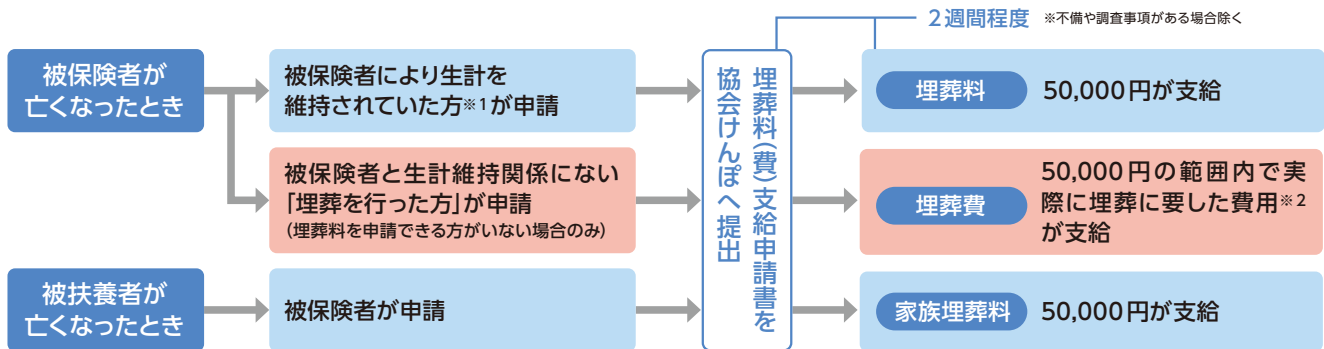 2週間程度 ※不備や調査事項がある場合除く
被保険者が
亡くなったとき
被保険者により生計を
維持されていた方※1が申請
被保険者と生計維持関係にない
「埋葬を行った方」が申請
（埋葬料を申請できる方がいない場合のみ）
被扶養者が
亡くなったとき
被保険者が申請
埋葬料(費)支給申請書を
協会けんぽへ提出
埋葬料 50,000円が支給
埋葬費
50,000円の範囲内で実
際に埋葬に要した費用※2
が支給
家族埋葬料 50,000円が支給